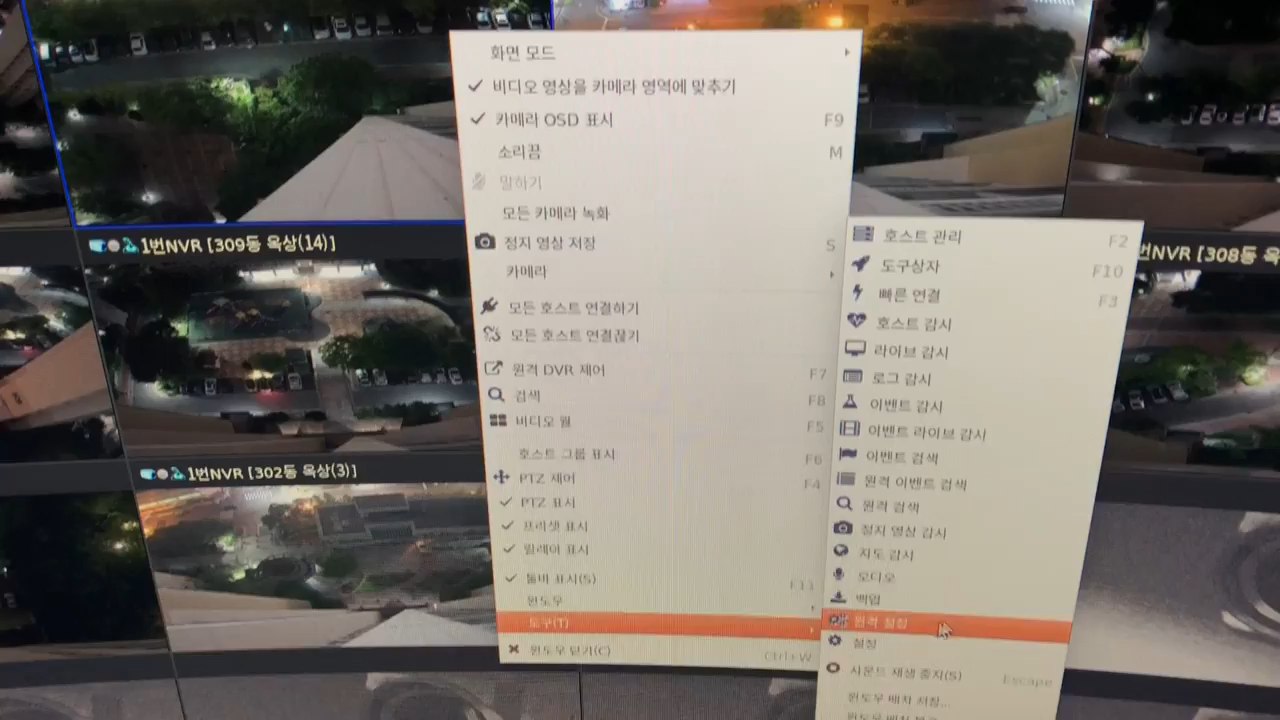 화면 모드
비디오 영상을 카메라 영역에 맞추기
카메라 OSD 표시 F9
소리끔 M
말하기
모든 카메라 녹화
정지 영상 저장 S
카메라
모든 호스트 연결하기
모든 호스트 연결끊기
원격 DVR 제어 F7
검색 F8
비디오 월 F5
호스트 그룹 표시 F6
PTZ 제어 F4
PTZ 표시
프리셋 표시
릴레이 표시
툴바 표시(S) F11
윈도우
도구(T)
윈도우 닫기(C) Ctrl+W
호스트 관리 F2
도구상자 F10
빠른 연결 F3
호스트 감시
라이브 감시
로그 감시
이벤트 감시
이벤트 라이브 감시
이벤트 검색
원격 이벤트 검색
원격 검색
정지 영상 감시
지도 감시
오디오
백업
원격 설정
설정
사운드 재생 중지(S) Escape
윈도우 배치 저장...
윈도우 배치
1번NVR [309동 옥상(14)]
1번NVR [302동 옥상(3)]
번NVR [308동